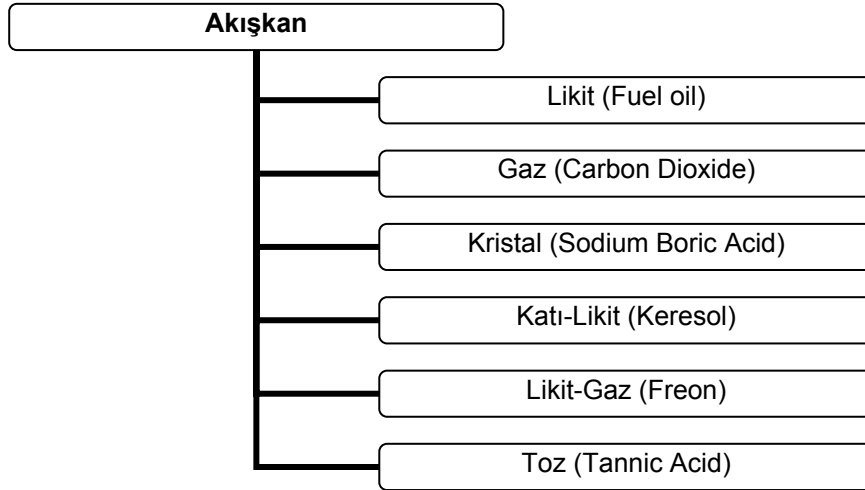 Akışkan
Likit (Fuel oil)
Gaz (Carbon Dioxide)
Kristal (Sodium Boric Acid)
Katı-Likit (Keresol)
Likit-Gaz (Freon)
Toz (Tannic Acid)